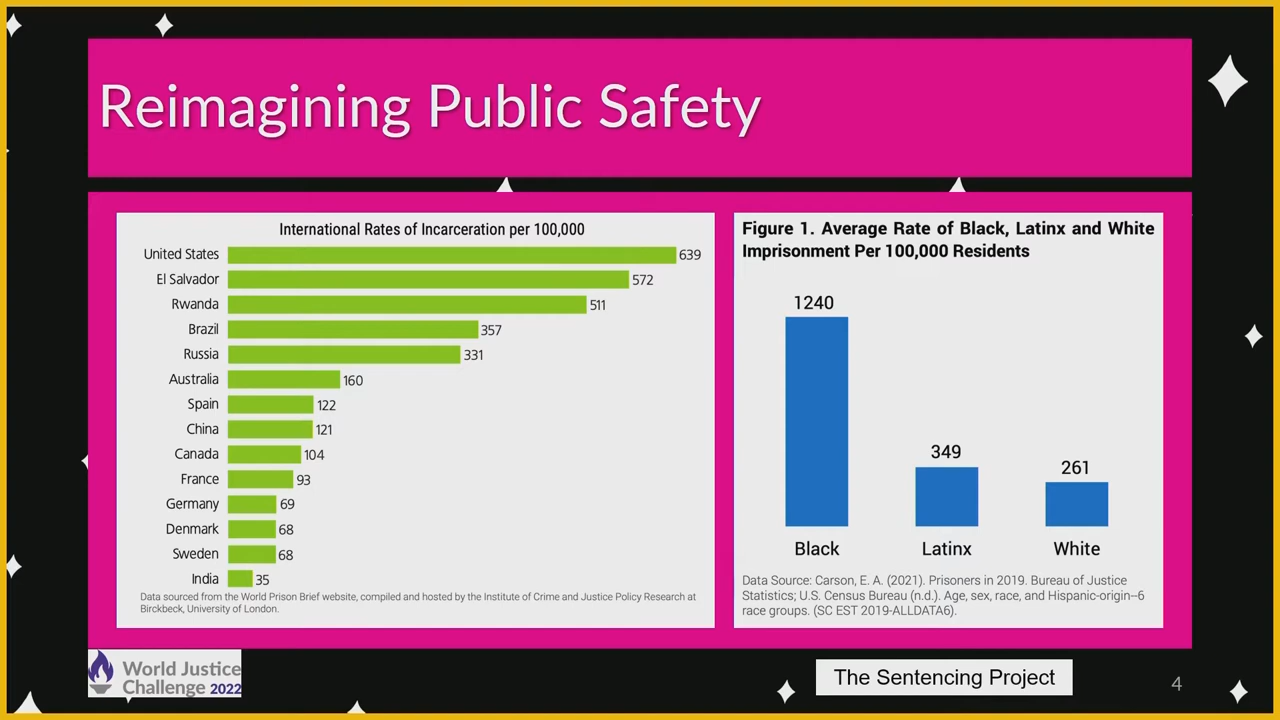 Reimagining Public Safety
International Rates of Incarceration per 100,000
United States 639
El Salvador 572
Rwanda 511
Brazil 357
Russia 331
Australia 160
Spain 122
China 121
Canada 104
France 93
Germany 69
Denmark 68
Sweden 68
India 35
Data sourced from the World Prison Brief website, compiled and hosted by the Institute of Crime and Justice Policy Research at
Birckbeck, University of London.
Figure 1. Average Rate of Black, Latinx and White
Imprisonment Per 100,000 Residents
1240
349
261
Black Latinx White
Data Source: Carson, E. A. (2021). Prisoners in 2019. Bureau of Justice
Statistics; U.S. Census Bureau (n.d.). Age, sex, race, and Hispanic-origin–6
race groups. (SC EST 2019-ALLDATA6).
World Justice
Challenge 2022
The Sentencing Project
4